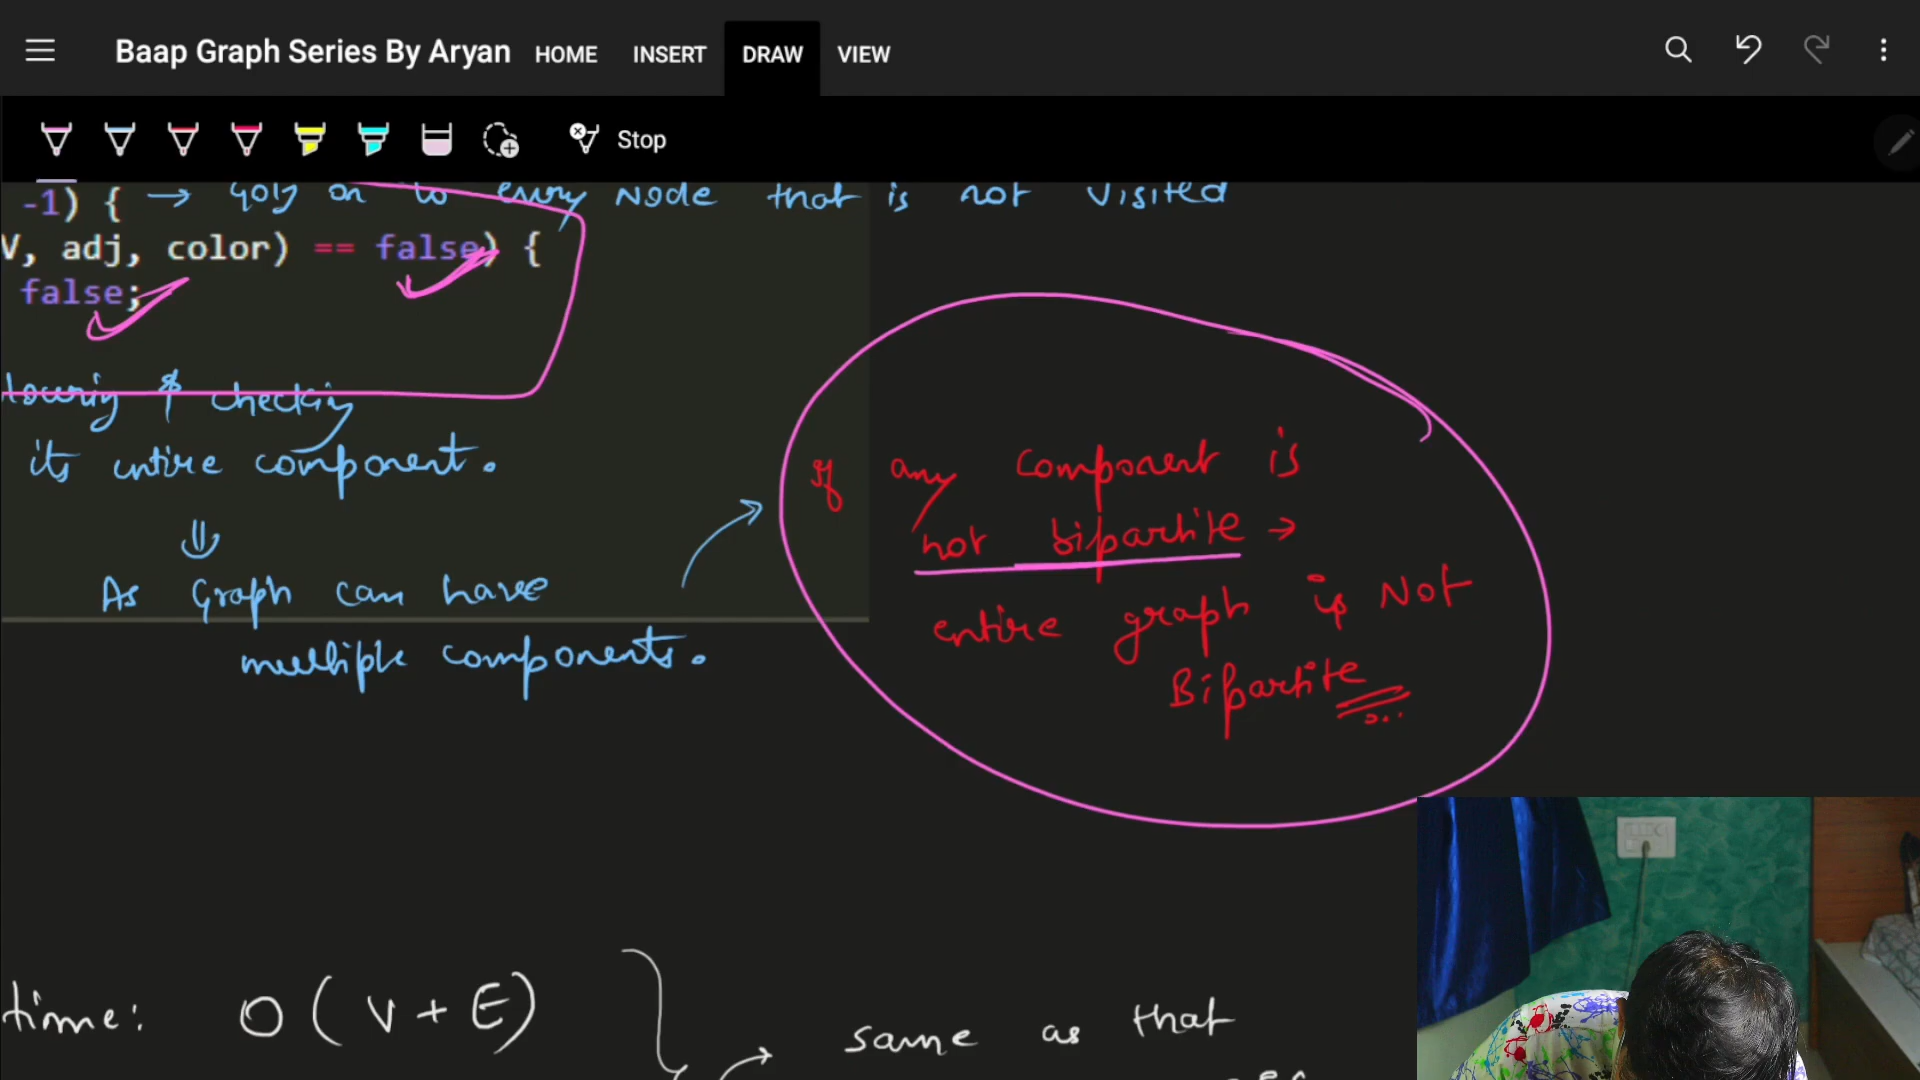 Baap Graph Series By Aryan HOME INSERT DRAW VIEW
Stop
-1) { → going on to every Node that is not visited
V, adj, color) == false) {
false;
louring & checking
its entire component.
⇓
As Graph can have
multiple components.
If any component is
not bipartite →
entire graph is Not
Bipartite
time: O(V+E)
same as that